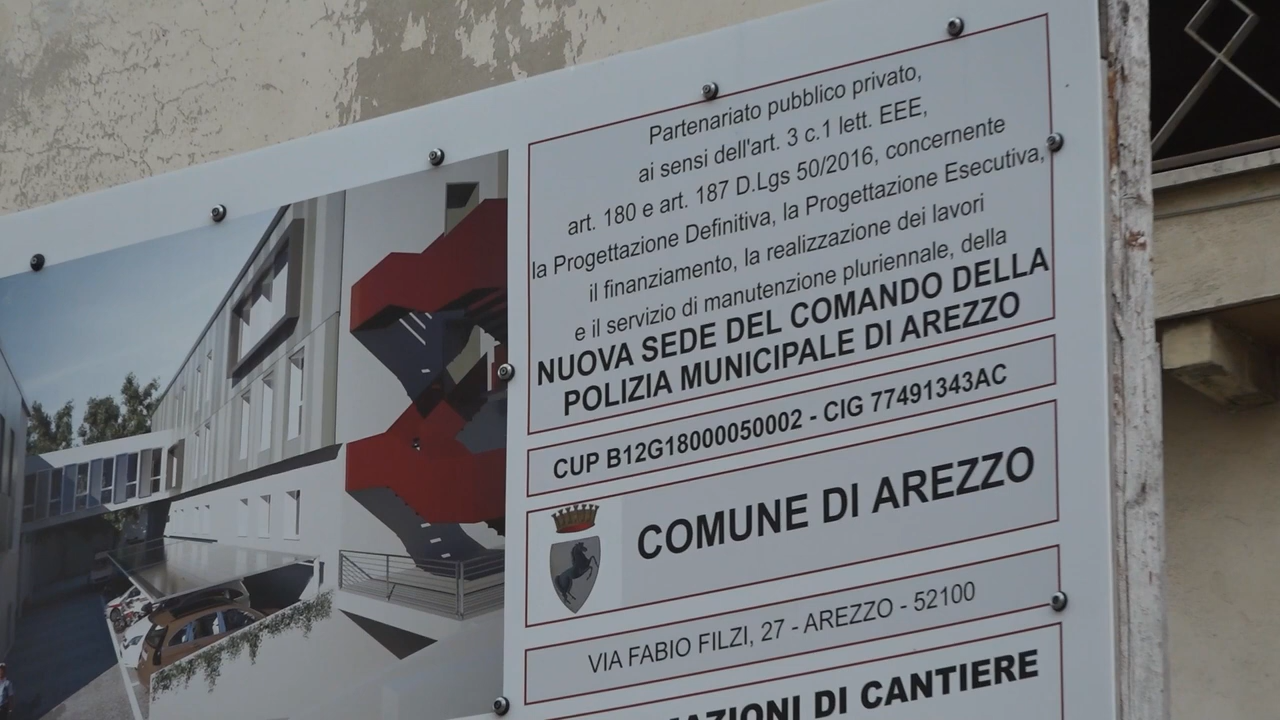 Partenariato pubblico privato,
ai sensi dell'art. 3 c.1 lett. EEE,
art. 180 e art. 187 D.Lgs 50/2016, concernente
la Progettazione Definitiva, la Progettazione Esecutiva,
il finanziamento, la realizzazione dei lavori
e il servizio di manutenzione pluriennale, della
NUOVA SEDE DEL COMANDO DELLA
POLIZIA MUNICIPALE DI AREZZO
CUP B12G18000050002 - CIG 77491343AC
COMUNE DI AREZZO
VIA FABIO FILZI, 27 - AREZZO - 52100
DI CANTIERE